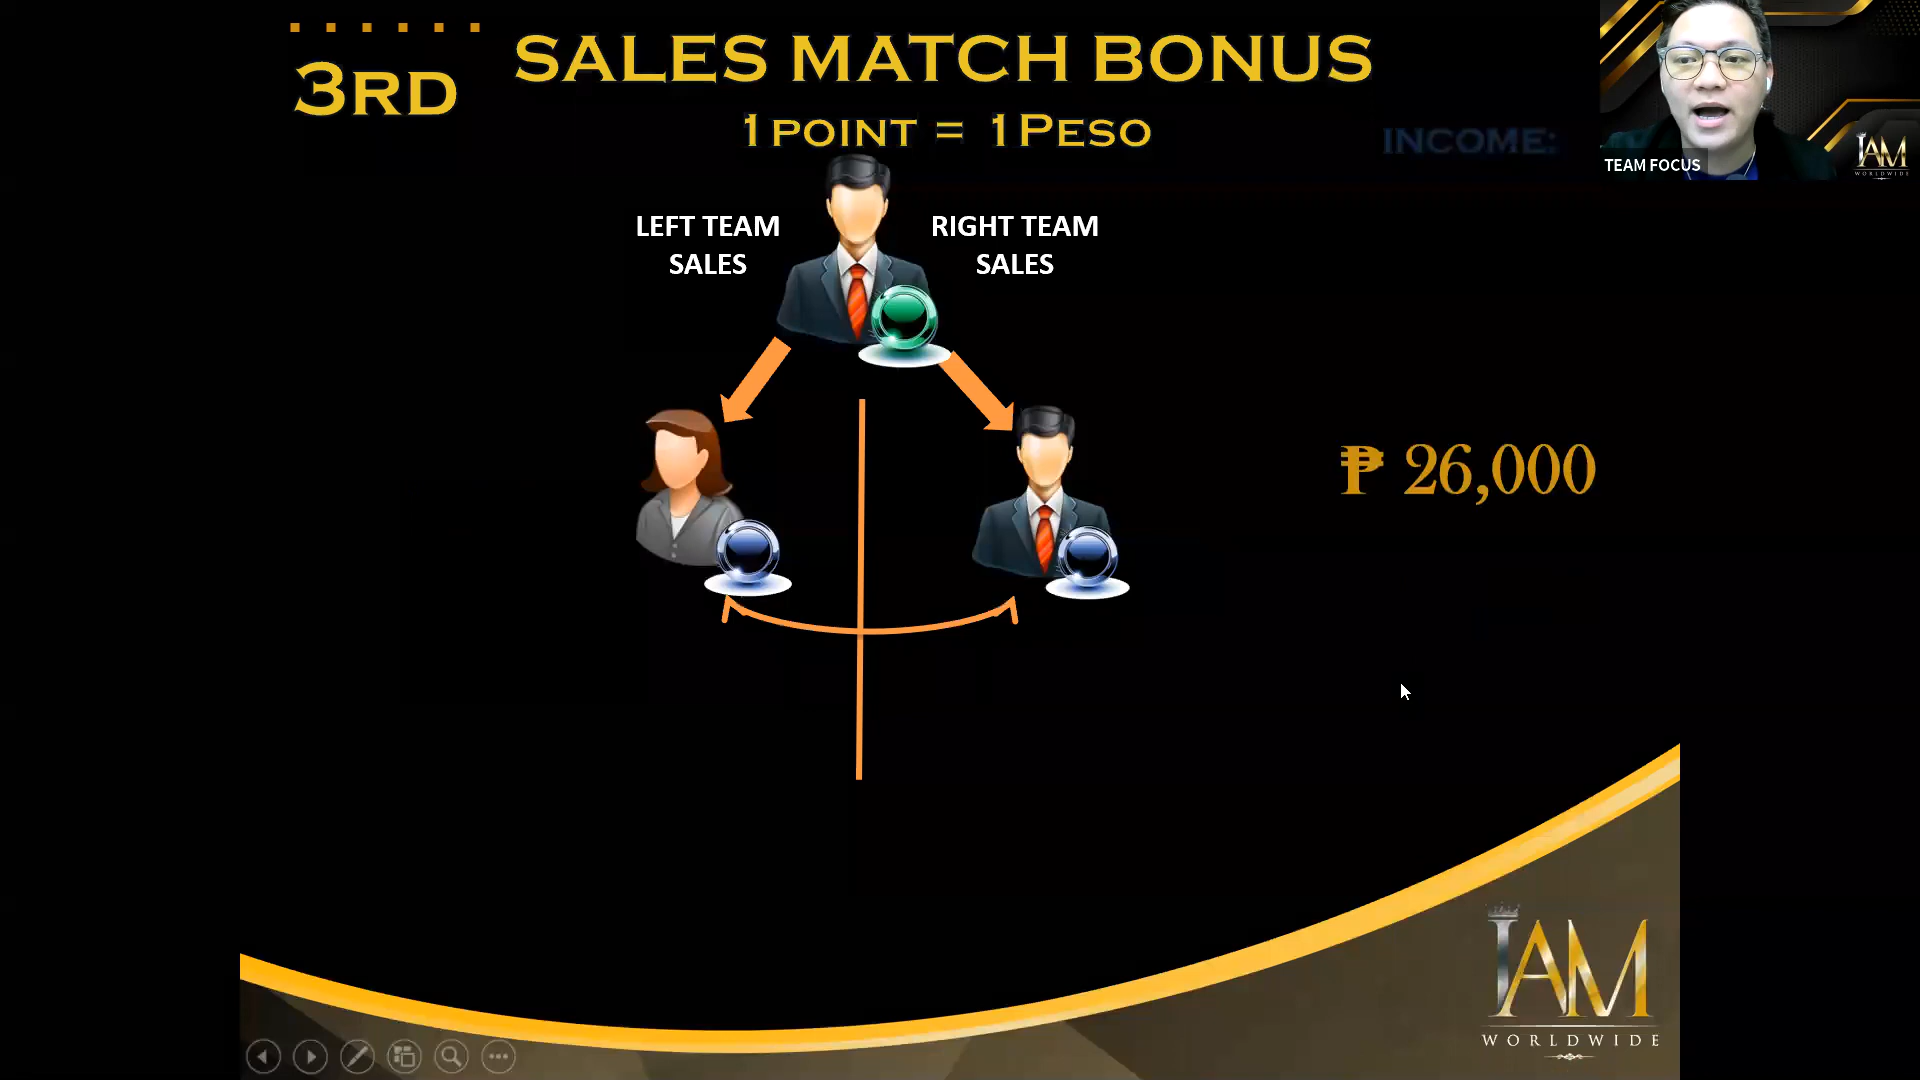 3RD
SALES MATCH BONUS
1 POINT = 1 PESO
INCOME:
TEAM FOCUS
IAM
WORLDWIDE
LEFT TEAM
SALES
RIGHT TEAM
SALES
₱ 26,000
IAM
WORLDWIDE